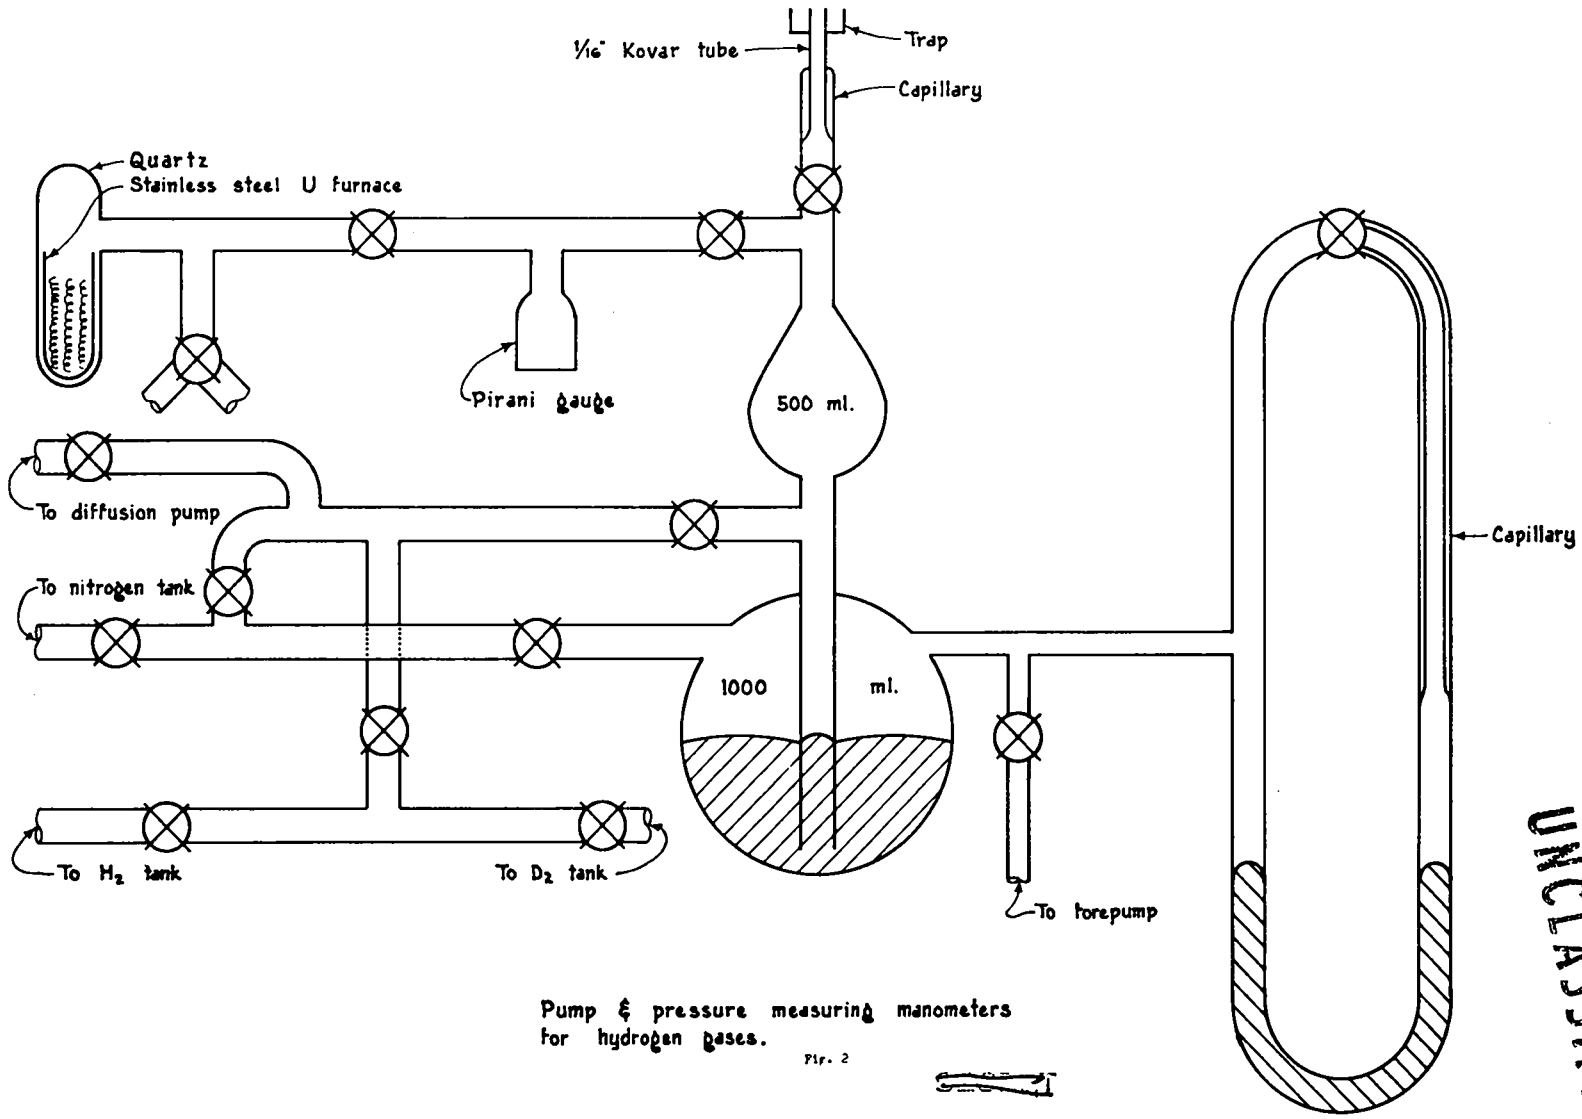 Trap
1/16" Kovar tube
Capillary
Quartz
Stainless steel U furnace
Pirani gauge
500 ml.
To diffusion pump
Capillary
To nitrogen tank
1000 ml.
To H2 tank
To D2 tank
To forepump
Pump & pressure measuring manometers
for hydrogen gases.
Fig. 2